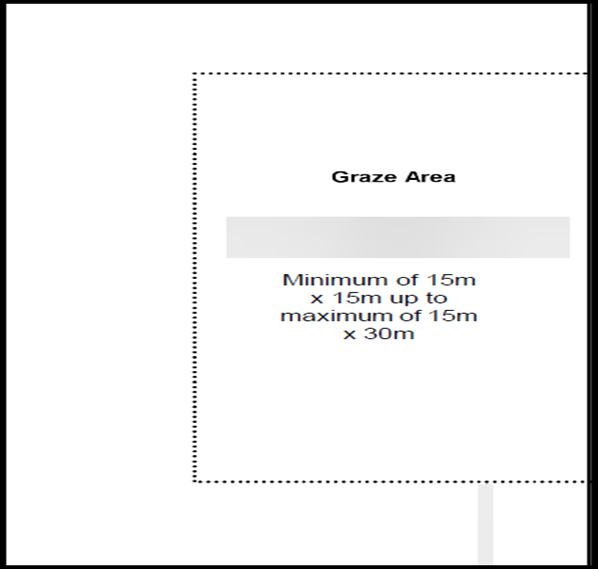 Graze Area
Minimum of 15m
x 15m up to
maximum of 15m
x 30m